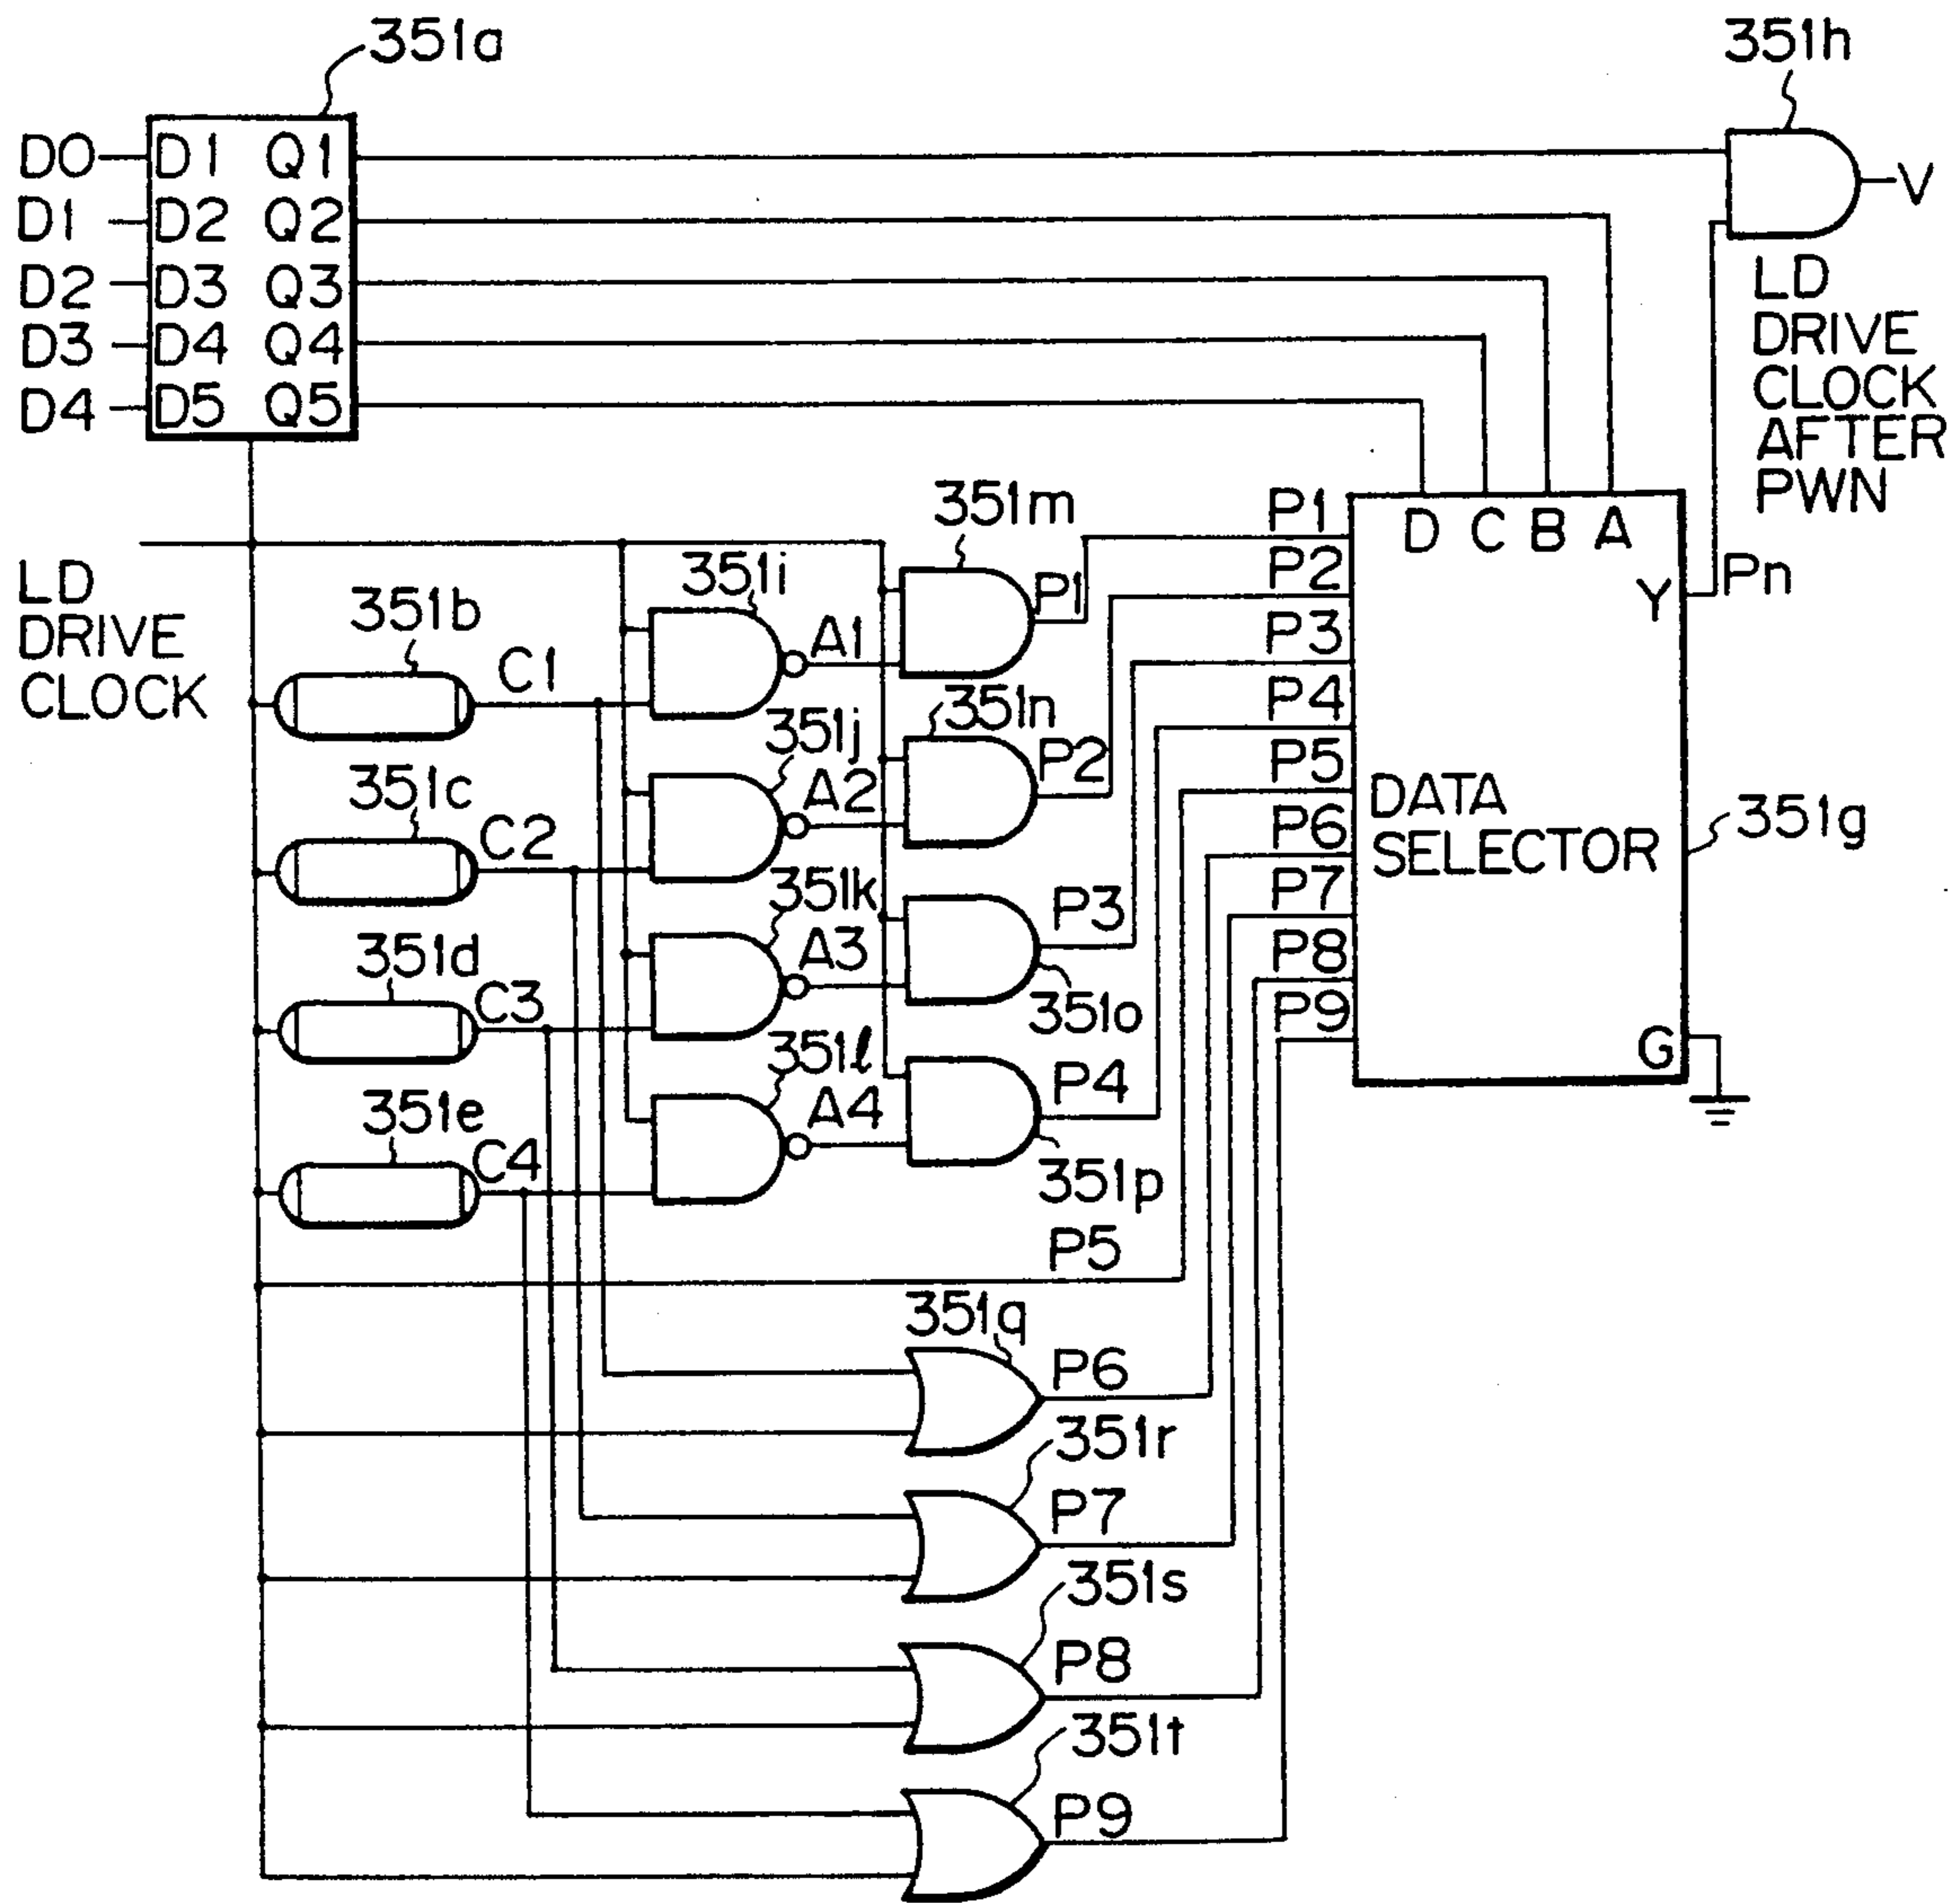 351a
351h
D0 D1 Q1
D1 D2 Q2
D2 D3 Q3
D3 D4 Q4
D4 D5 Q5
V
LD
DRIVE
CLOCK
AFTER
PWN
LD
DRIVE
CLOCK
351b
C1
351c
C2
351d
C3
351e
C4
351i
A1
351j
A2
351k
A3
351l
A4
351m
P1
351n
P2
P3
351o
P4
351p
P5
351q
P6
351r
P7
351s
P8
351t
P9
P1
P2
P3
P4
P5
P6
P7
P8
P9
D C B A
Y
Pn
DATA
SELECTOR
351g
G